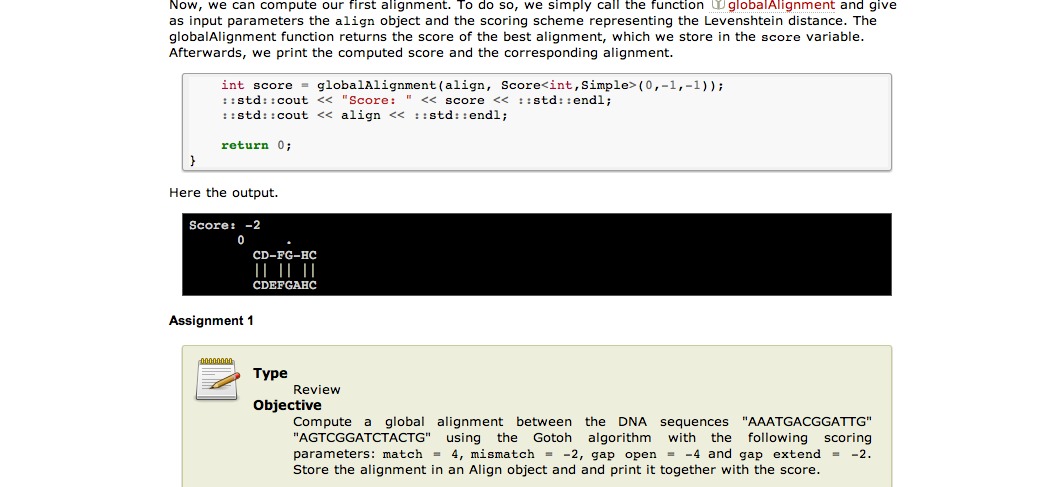 Now, we can compute our first alignment. To do so, we simply call the function globalAlignment and give
as input parameters the align object and the scoring scheme representing the Levenshtein distance. The
globalAlignment function returns the score of the best alignment, which we store in the score variable.
Afterwards, we print the computed score and the corresponding alignment.
int score = globalAlignment(align, Score<int,Simple>(0,-1,-1));
::std::cout << "Score: " << score << ::std::endl;
::std::cout << align << ::std::endl;
return 0;
}
Here the output.
Score: -2
0 .
CD-FG-HC
|| || ||
CDEFGAHC
Assignment 1
Type
Review
Objective
Compute a global alignment between the DNA sequences "AAATGACGGATTG"
"AGTCGGATCTACTG" using the Gotoh algorithm with the following scoring
parameters: match = 4, mismatch = -2, gap open = -4 and gap extend = -2.
Store the alignment in an Align object and and print it together with the score.